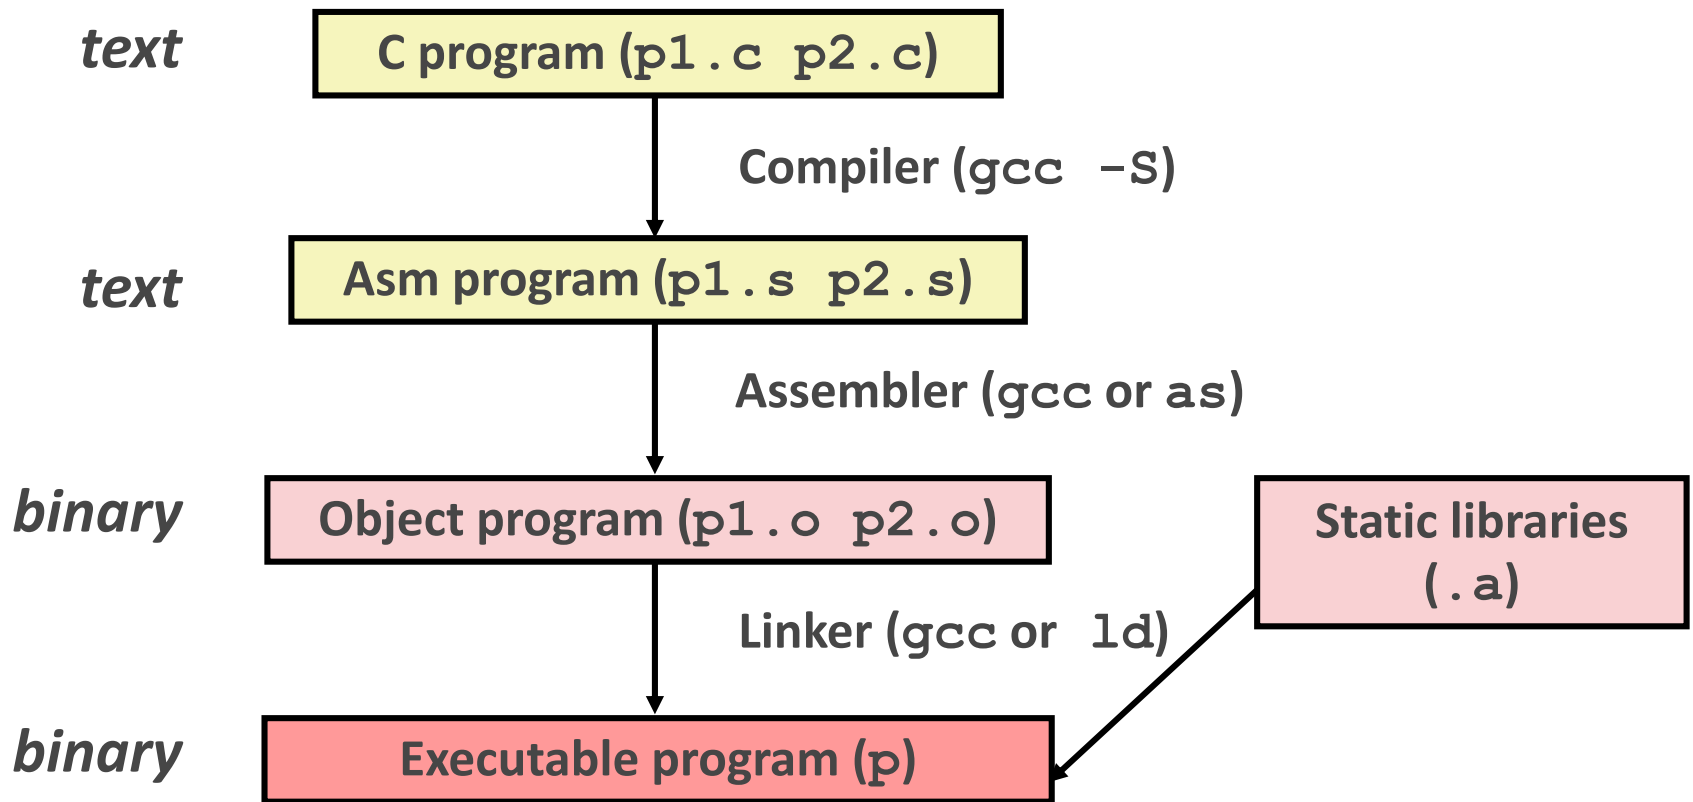 text
C program (p1.c p2.c)
Compiler (gcc -S)
text
Asm program (p1.s p2.s)
Assembler (gcc or as)
binary
Object program (p1.o p2.o)
Static libraries
(.a)
Linker (gcc or ld)
binary
Executable program (p)